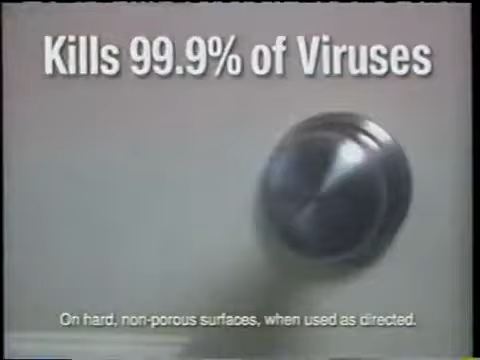 Kills 99.9% of Viruses
On hard, non-porous surfaces, when used as directed.